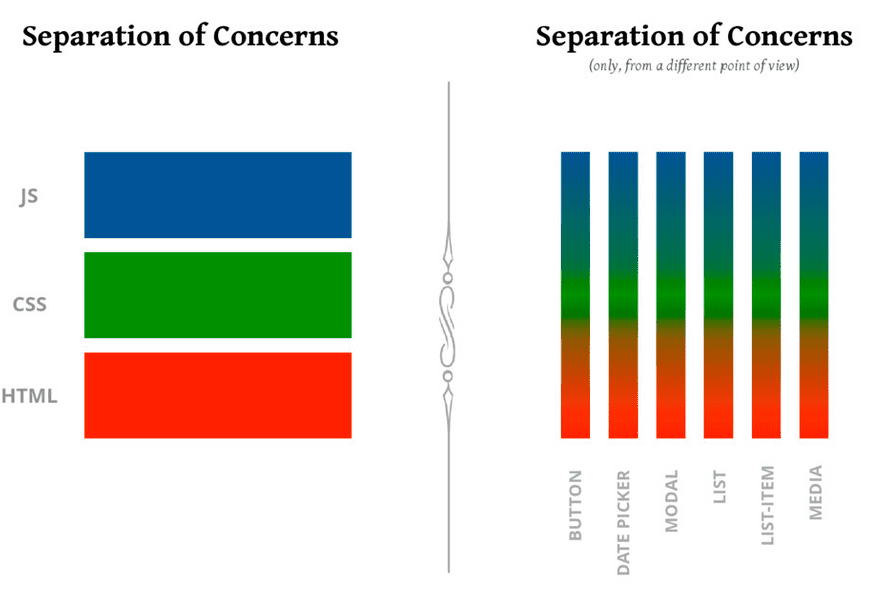 Separation of Concerns
JS
CSS
HTML
Separation of Concerns
(only, from a different point of view)
BUTTON
DATE PICKER
MODAL
LIST
LIST-ITEM
MEDIA